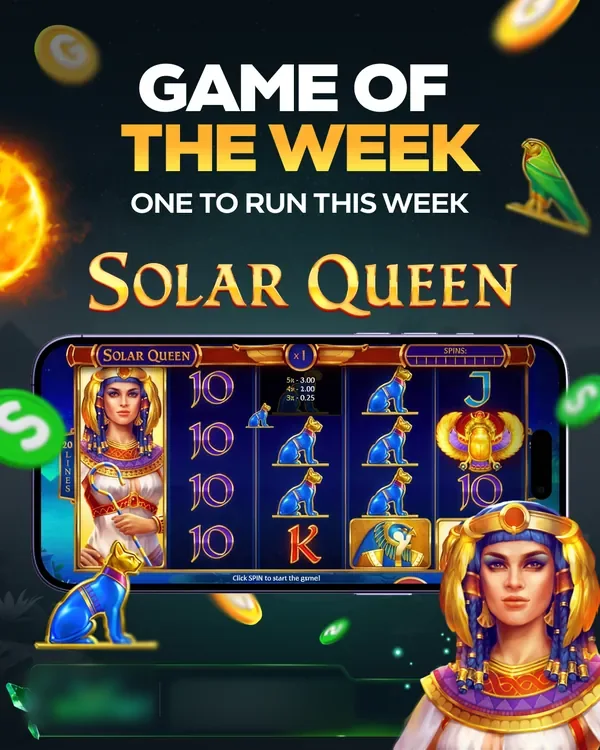 G
GAME OF
THE WEEK
ONE TO RUN THIS WEEK
SOLAR QUEEN
SOLAR QUEEN
x1
SPINS:
10
5x - 3.00
4x - 1.00
3x - 0.25
J
S
S
20 LINES
10
10
10
10
K
Click SPIN to start the game!